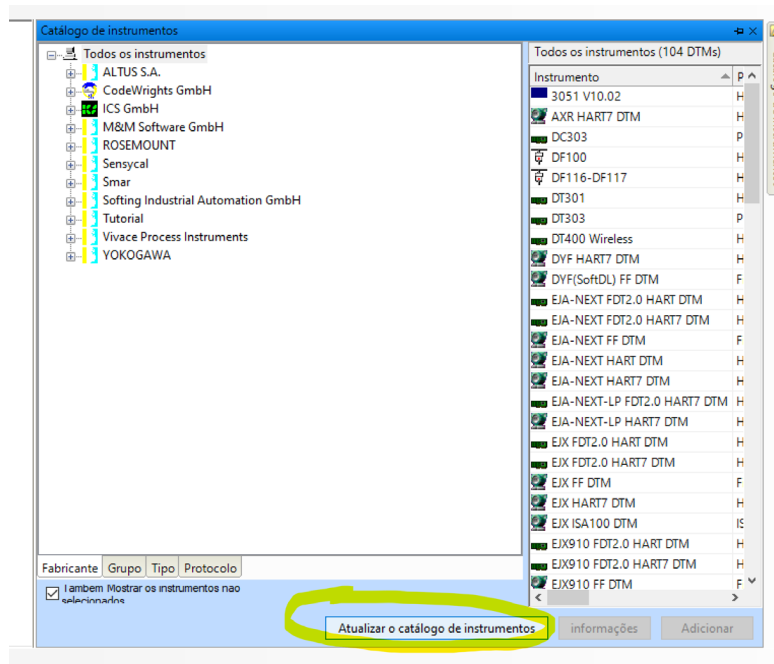 Catálogo de instrumentos
Todos os instrumentos
ALTUS S.A.
CodeWrights GmbH
ICS GmbH
M&M Software GmbH
ROSEMOUNT
Sensycal
Smar
Softing Industrial Automation GmbH
Tutorial
Vivace Process Instruments
YOKOGAWA
Fabricante Grupo Tipo Protocolo
Também Mostrar os instrumentos não
selecionados
Todos os instrumentos (104 DTMs)
Instrumento P
3051 V10.02 H
AXR HART7 DTM H
DC303 P
DF100 H
DF116-DF117 H
DT301 H
DT303 P
DT400 Wireless H
DYF HART7 DTM H
DYF(SoftDL) FF DTM F
EJA-NEXT FDT2.0 HART DTM H
EJA-NEXT FDT2.0 HART7 DTM H
EJA-NEXT FF DTM F
EJA-NEXT HART DTM H
EJA-NEXT HART7 DTM H
EJA-NEXT-LP FDT2.0 HART7 DTM H
EJA-NEXT-LP HART7 DTM H
EJX FDT2.0 HART DTM H
EJX FDT2.0 HART7 DTM H
EJX FF DTM F
EJX HART7 DTM H
EJX ISA100 DTM IS
EJX910 FDT2.0 HART DTM H
EJX910 FDT2.0 HART7 DTM H
EJX910 FF DTM F
Atualizar o catálogo de instrumentos informações Adicionar